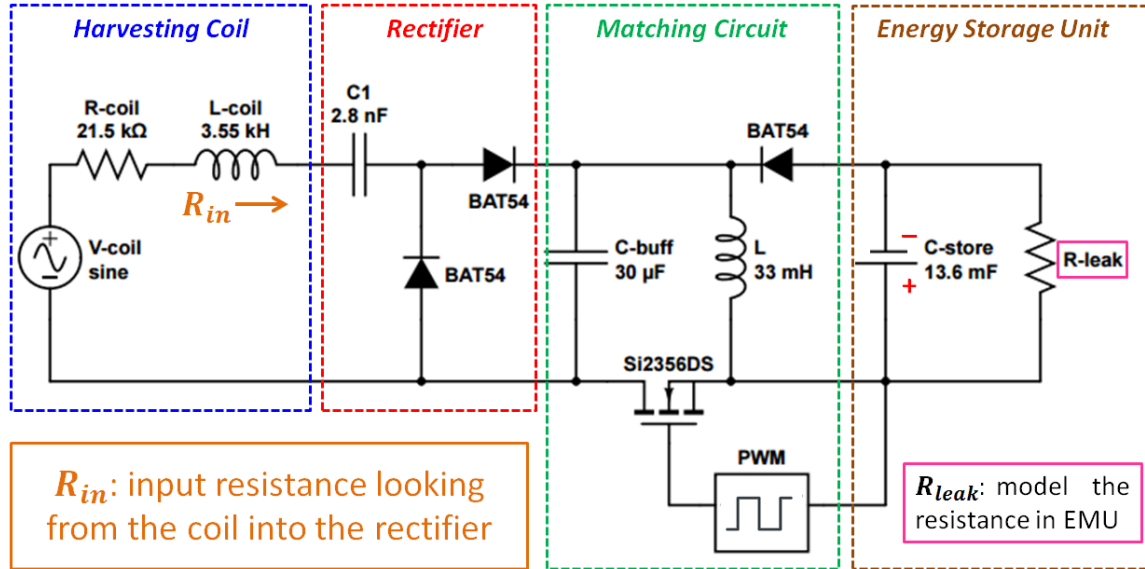 Harvesting Coil
Rectifier
Matching Circuit
Energy Storage Unit
R-coil
21.5 kΩ
L-coil
3.55 kH
C1
2.8 nF
BAT54
R_in →
BAT54
V-coil
sine
+
−
BAT54
C-buff
30 µF
L
33 mH
−
C-store
13.6 mF
+
R-leak
Si2356DS
PWM
R_in: input resistance looking
from the coil into the rectifier
R_leak: model the
resistance in EMU